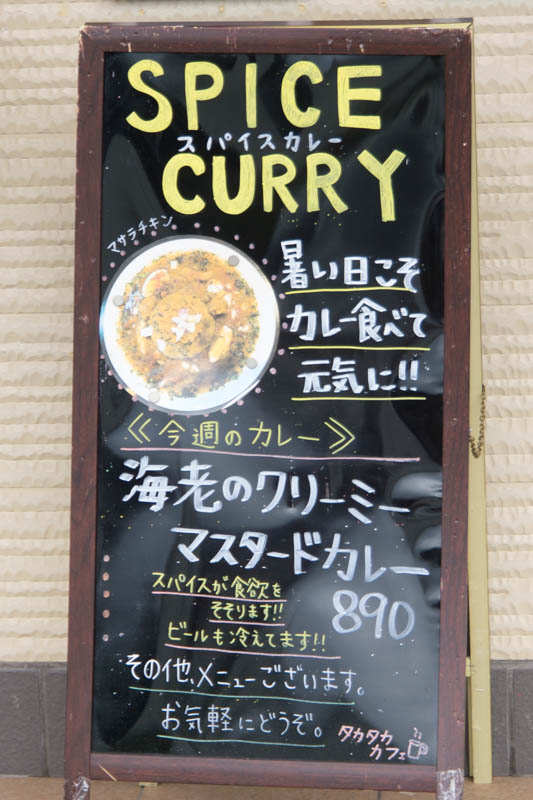 SPICE
スパイスカレー
CURRY
マサラチキン
暑い日こそ
カレー食べて
元気に!!
≪今週のカレー≫
海老のクリーミー
マスタードカレー
890
スパイスが食欲を
そそります!!
ビールも冷えてます!!
その他、メニューございます。
お気軽にどうぞ。
タカタカ
カフェ